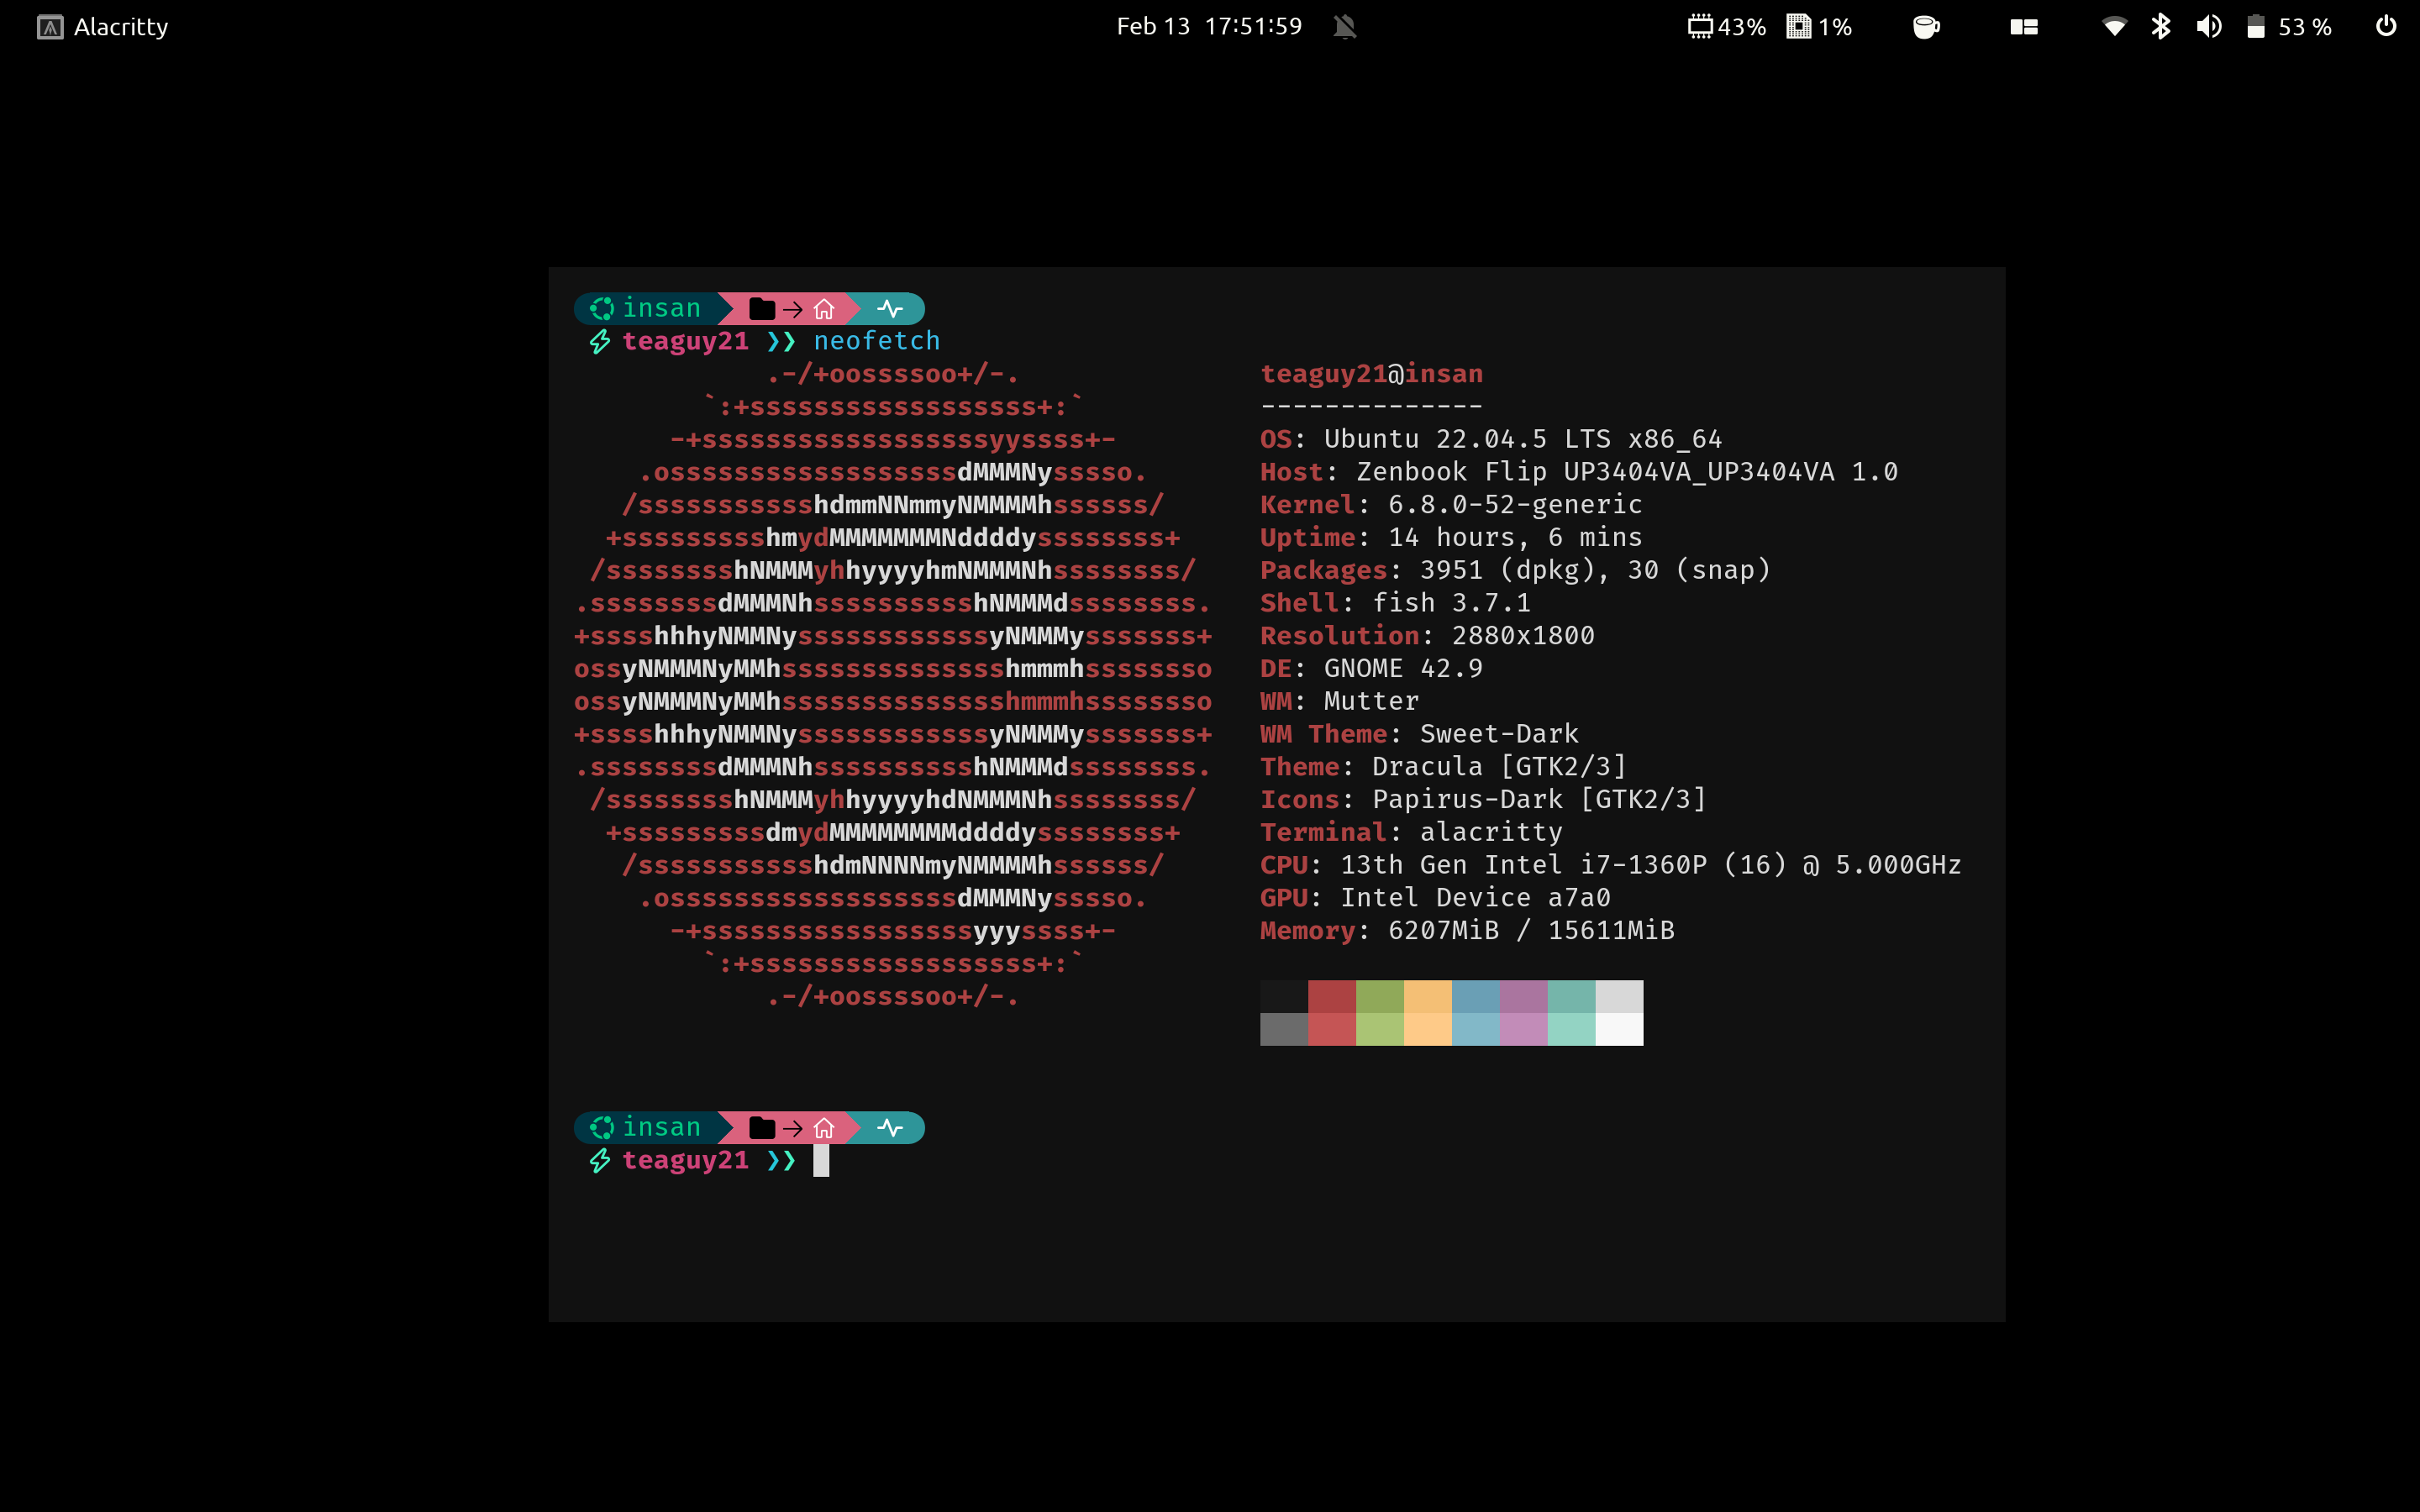 Alacritty
Feb 13 17:51:59
43% 1%
53 %
insan
teaguy21 ❯❯ neofetch
.-/+oossssoo+/-.
`:+ssssssssssssssssss+:`
-+ssssssssssssssssssyyssss+-
.ossssssssssssssssssdMMMNysssso.
/ssssssssssshdmmNNmmyNMMMMhssssss/
+ssssssssshmydMMMMMMMNddddyssssssss+
/sssssssshNMMMyhhyyyyhmNMMMNhssssssss/
.ssssssssdMMMNhsssssssssshNMMMdssssssss.
+sssshhhyNMMNyssssssssssssyNMMMysssssss+
ossyNMMMNyMMhsssssssssssssshmmmhssssssso
ossyNMMMNyMMhsssssssssssssshmmmhssssssso
+sssshhhyNMMNyssssssssssssyNMMMysssssss+
.ssssssssdMMMNhsssssssssshNMMMdssssssss.
/sssssssshNMMMyhhyyyyhdNMMMNhssssssss/
+sssssssssdmydMMMMMMMMddddyssssssss+
/ssssssssssshdmNNNNmyNMMMMhssssss/
.ossssssssssssssssssdMMMNysssso.
-+sssssssssssssssssyyyssss+-
`:+ssssssssssssssssss+:`
.-/+oossssoo+/-.
teaguy21@insan
--------------
OS: Ubuntu 22.04.5 LTS x86_64
Host: Zenbook Flip UP3404VA_UP3404VA 1.0
Kernel: 6.8.0-52-generic
Uptime: 14 hours, 6 mins
Packages: 3951 (dpkg), 30 (snap)
Shell: fish 3.7.1
Resolution: 2880x1800
DE: GNOME 42.9
WM: Mutter
WM Theme: Sweet-Dark
Theme: Dracula [GTK2/3]
Icons: Papirus-Dark [GTK2/3]
Terminal: alacritty
CPU: 13th Gen Intel i7-1360P (16) @ 5.000GHz
GPU: Intel Device a7a0
Memory: 6207MiB / 15611MiB
insan
teaguy21 ❯❯